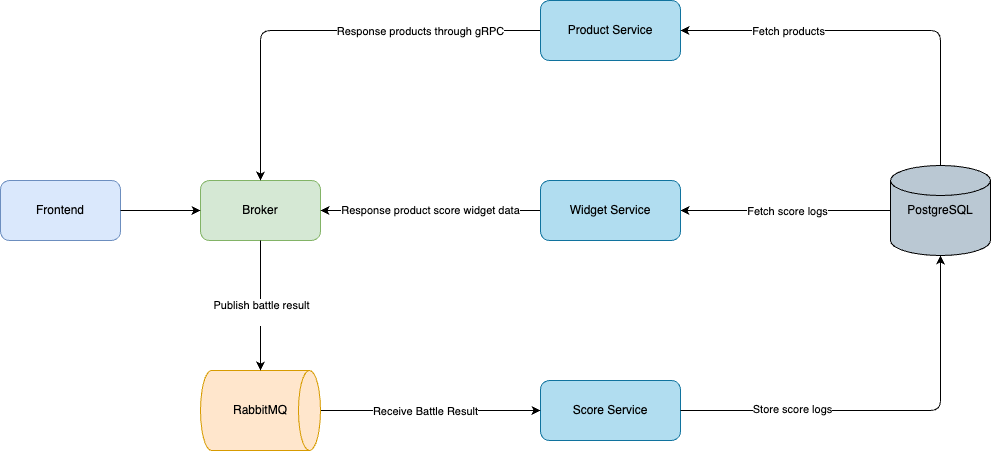 Product Service
Response products through gRPC
Fetch products
Frontend
Broker
Response product score widget data
Widget Service
Fetch score logs
PostgreSQL
Publish battle result
RabbitMQ
Receive Battle Result
Score Service
Store score logs